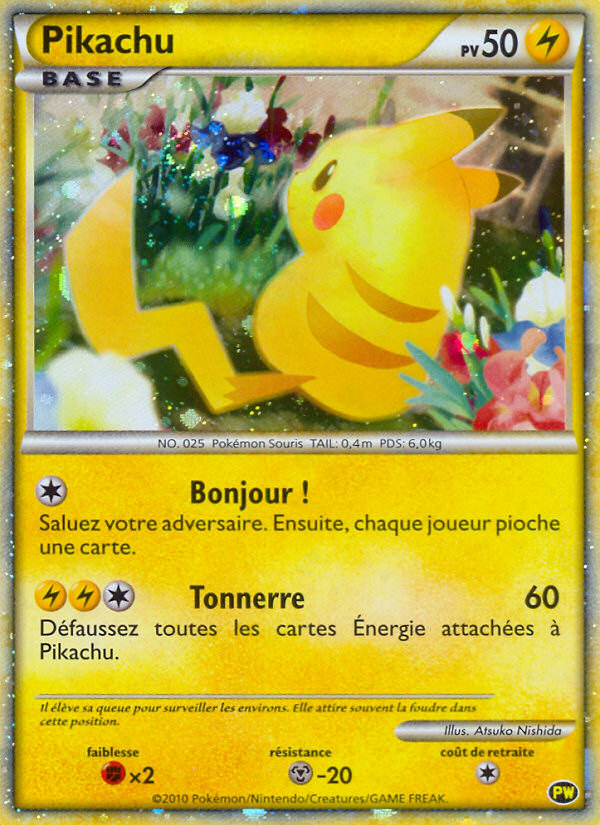 Pikachu
PV 50
BASE
NO. 025 Pokémon Souris TAIL: 0,4m PDS: 6,0kg
Bonjour !
Saluez votre adversaire. Ensuite, chaque joueur pioche
une carte.
Tonnerre 60
Défaussez toutes les cartes Énergie attachées à
Pikachu.
Il élève sa queue pour surveiller les environs. Elle attire souvent la foudre dans
cette position.
Illus. Atsuko Nishida
faiblesse résistance coût de retraite
×2 -20
©2010 Pokémon/Nintendo/Creatures/GAME FREAK.
PW